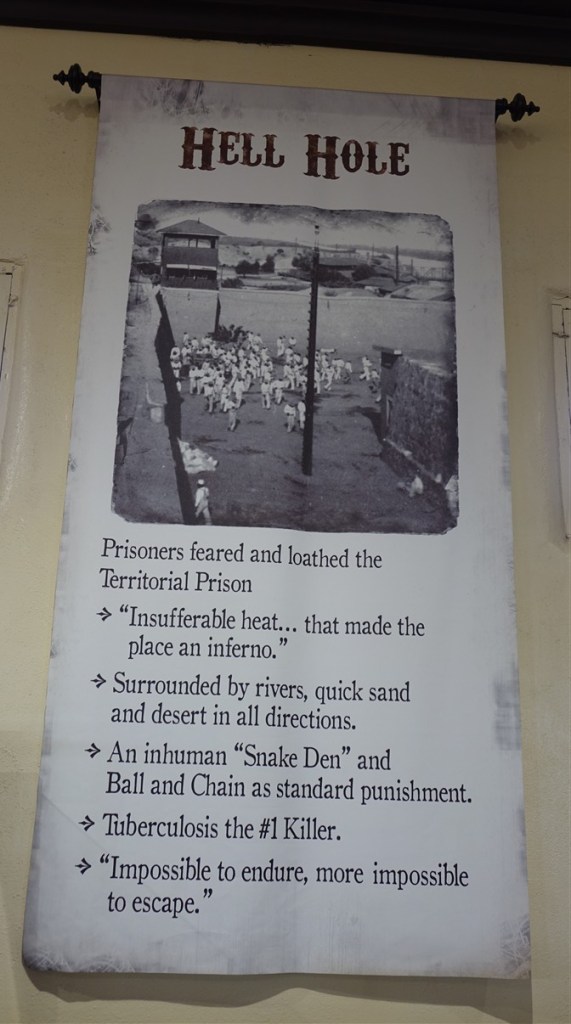 HELL HOLE
Prisoners feared and loathed the
Territorial Prison
➔ “Insufferable heat... that made the
place an inferno.”
➔ Surrounded by rivers, quick sand
and desert in all directions.
➔ An inhuman “Snake Den” and
Ball and Chain as standard punishment.
➔ Tuberculosis the #1 Killer.
➔ “Impossible to endure, more impossible
to escape.”